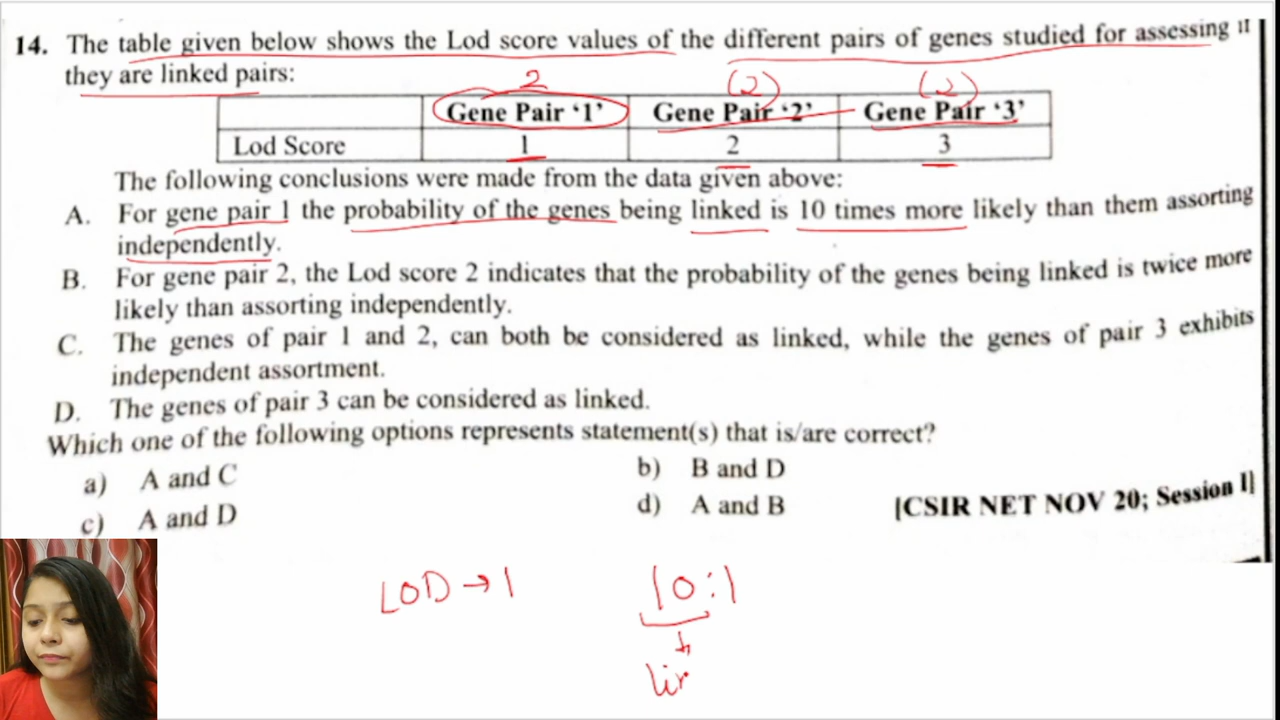 14. The table given below shows the Lod score values of the different pairs of genes studied for assessing if
they are linked pairs:
2 (2) (2)
Gene Pair ‘1’ Gene Pair ‘2’ Gene Pair ‘3’
Lod Score 1 2 3
The following conclusions were made from the data given above:
A. For gene pair 1 the probability of the genes being linked is 10 times more likely than them assorting
independently.
B. For gene pair 2, the Lod score 2 indicates that the probability of the genes being linked is twice more
likely than assorting independently.
C. The genes of pair 1 and 2, can both be considered as linked, while the genes of pair 3 exhibits
independent assortment.
D. The genes of pair 3 can be considered as linked.
Which one of the following options represents statement(s) that is/are correct?
a) A and C b) B and D
c) A and D d) A and B
[CSIR NET NOV 20; Session I]
LOD → 1 10:1